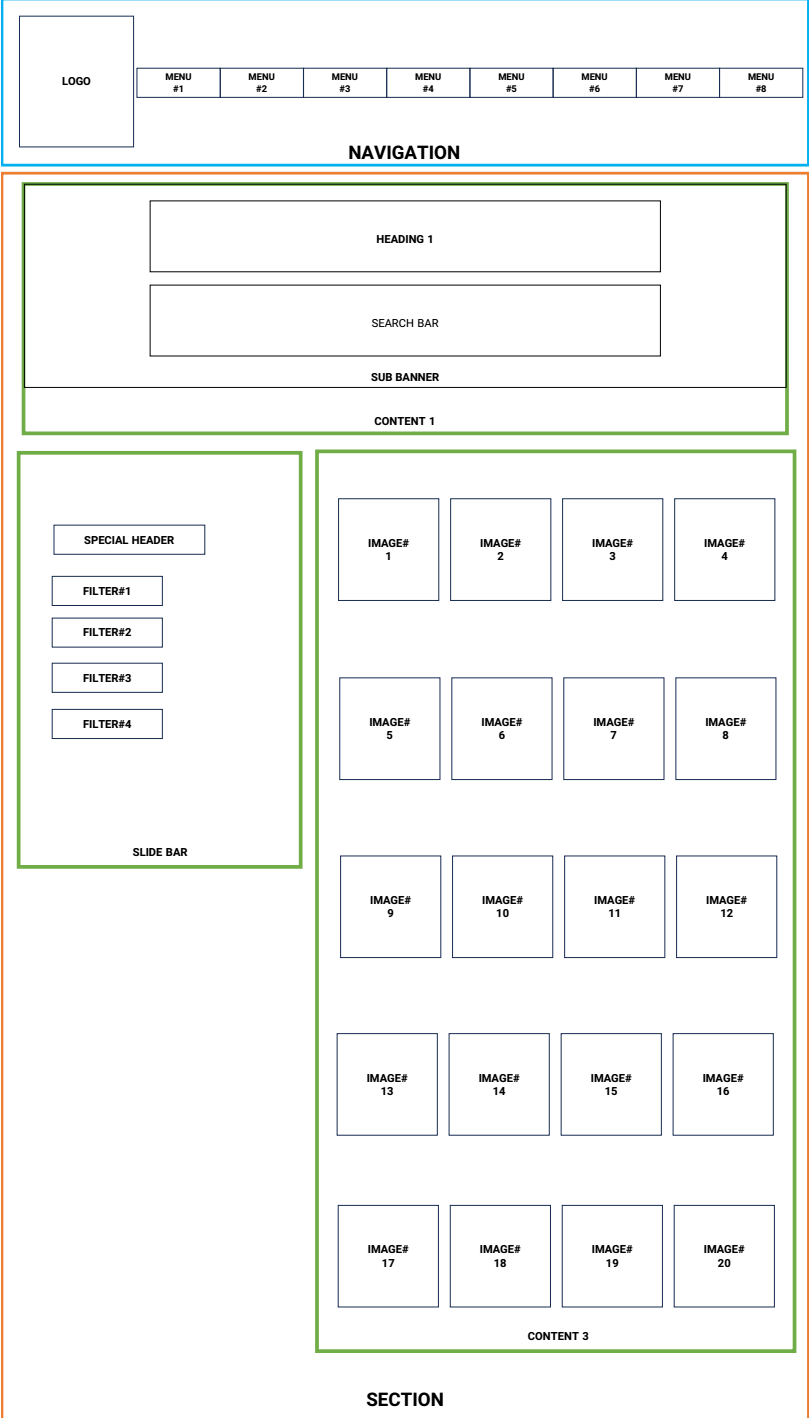 LOGO
MENU
#1
MENU
#2
MENU
#3
MENU
#4
MENU
#5
MENU
#6
MENU
#7
MENU
#8
NAVIGATION
HEADING 1
SEARCH BAR
SUB BANNER
CONTENT 1
SPECIAL HEADER
FILTER#1
FILTER#2
FILTER#3
FILTER#4
SLIDE BAR
IMAGE#
1
IMAGE#
2
IMAGE#
3
IMAGE#
4
IMAGE#
5
IMAGE#
6
IMAGE#
7
IMAGE#
8
IMAGE#
9
IMAGE#
10
IMAGE#
11
IMAGE#
12
IMAGE#
13
IMAGE#
14
IMAGE#
15
IMAGE#
16
IMAGE#
17
IMAGE#
18
IMAGE#
19
IMAGE#
20
CONTENT 3
SECTION